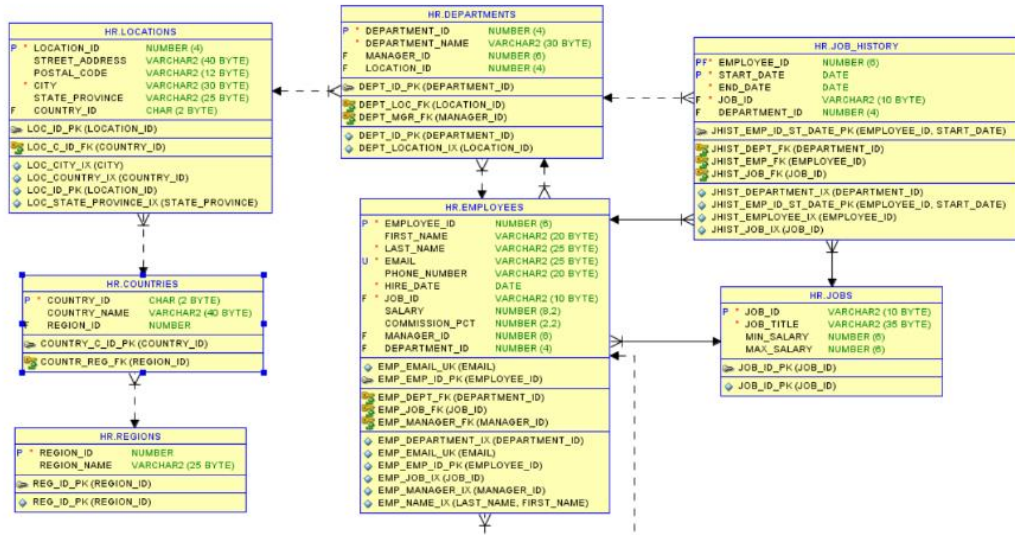 HR.LOCATIONS
P * LOCATION_ID NUMBER (4)
STREET_ADDRESS VARCHAR2 (40 BYTE)
POSTAL_CODE VARCHAR2 (12 BYTE)
* CITY VARCHAR2 (30 BYTE)
STATE_PROVINCE VARCHAR2 (25 BYTE)
F COUNTRY_ID CHAR (2 BYTE)
LOC_ID_PK (LOCATION_ID)
LOC_C_ID_FK (COUNTRY_ID)
LOC_CITY_IX (CITY)
LOC_COUNTRY_IX (COUNTRY_ID)
LOC_ID_PK (LOCATION_ID)
LOC_STATE_PROVINCE_IX (STATE_PROVINCE)
HR.DEPARTMENTS
P * DEPARTMENT_ID NUMBER (4)
* DEPARTMENT_NAME VARCHAR2 (30 BYTE)
F MANAGER_ID NUMBER (6)
F LOCATION_ID NUMBER (4)
DEPT_ID_PK (DEPARTMENT_ID)
DEPT_LOC_FK (LOCATION_ID)
DEPT_MGR_FK (MANAGER_ID)
DEPT_ID_PK (DEPARTMENT_ID)
DEPT_LOCATION_IX (LOCATION_ID)
HR.JOB_HISTORY
PF* EMPLOYEE_ID NUMBER (6)
P * START_DATE DATE
* END_DATE DATE
F * JOB_ID VARCHAR2 (10 BYTE)
F DEPARTMENT_ID NUMBER (4)
JHIST_EMP_ID_ST_DATE_PK (EMPLOYEE_ID, START_DATE)
JHIST_DEPT_FK (DEPARTMENT_ID)
JHIST_EMP_FK (EMPLOYEE_ID)
JHIST_JOB_FK (JOB_ID)
JHIST_DEPARTMENT_IX (DEPARTMENT_ID)
JHIST_EMP_ID_ST_DATE_PK (EMPLOYEE_ID, START_DATE)
JHIST_EMPLOYEE_IX (EMPLOYEE_ID)
JHIST_JOB_IX (JOB_ID)
HR.EMPLOYEES
P * EMPLOYEE_ID NUMBER (6)
FIRST_NAME VARCHAR2 (20 BYTE)
* LAST_NAME VARCHAR2 (25 BYTE)
U * EMAIL VARCHAR2 (25 BYTE)
PHONE_NUMBER VARCHAR2 (20 BYTE)
* HIRE_DATE DATE
F * JOB_ID VARCHAR2 (10 BYTE)
SALARY NUMBER (8,2)
COMMISSION_PCT NUMBER (2,2)
F MANAGER_ID NUMBER (6)
F DEPARTMENT_ID NUMBER (4)
EMP_EMAIL_UK (EMAIL)
EMP_EMP_ID_PK (EMPLOYEE_ID)
EMP_DEPT_FK (DEPARTMENT_ID)
EMP_JOB_FK (JOB_ID)
EMP_MANAGER_FK (MANAGER_ID)
EMP_DEPARTMENT_IX (DEPARTMENT_ID)
EMP_EMAIL_UK (EMAIL)
EMP_EMP_ID_PK (EMPLOYEE_ID)
EMP_JOB_IX (JOB_ID)
EMP_MANAGER_IX (MANAGER_ID)
EMP_NAME_IX (LAST_NAME, FIRST_NAME)
HR.COUNTRIES
P * COUNTRY_ID CHAR (2 BYTE)
COUNTRY_NAME VARCHAR2 (40 BYTE)
F REGION_ID NUMBER
COUNTRY_C_ID_PK (COUNTRY_ID)
COUNTR_REG_FK (REGION_ID)
HR.JOBS
P * JOB_ID VARCHAR2 (10 BYTE)
* JOB_TITLE VARCHAR2 (35 BYTE)
MIN_SALARY NUMBER (6)
MAX_SALARY NUMBER (6)
JOB_ID_PK (JOB_ID)
JOB_ID_PK (JOB_ID)
HR.REGIONS
P * REGION_ID NUMBER
REGION_NAME VARCHAR2 (25 BYTE)
REG_ID_PK (REGION_ID)
REG_ID_PK (REGION_ID)